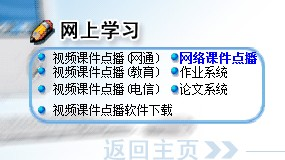 网上学习
视频课件点播(网通) 网络课件点播
视频课件点播(教育) 作业系统
视频课件点播(电信) 论文系统
视频课件点播软件下载
返回主页>>